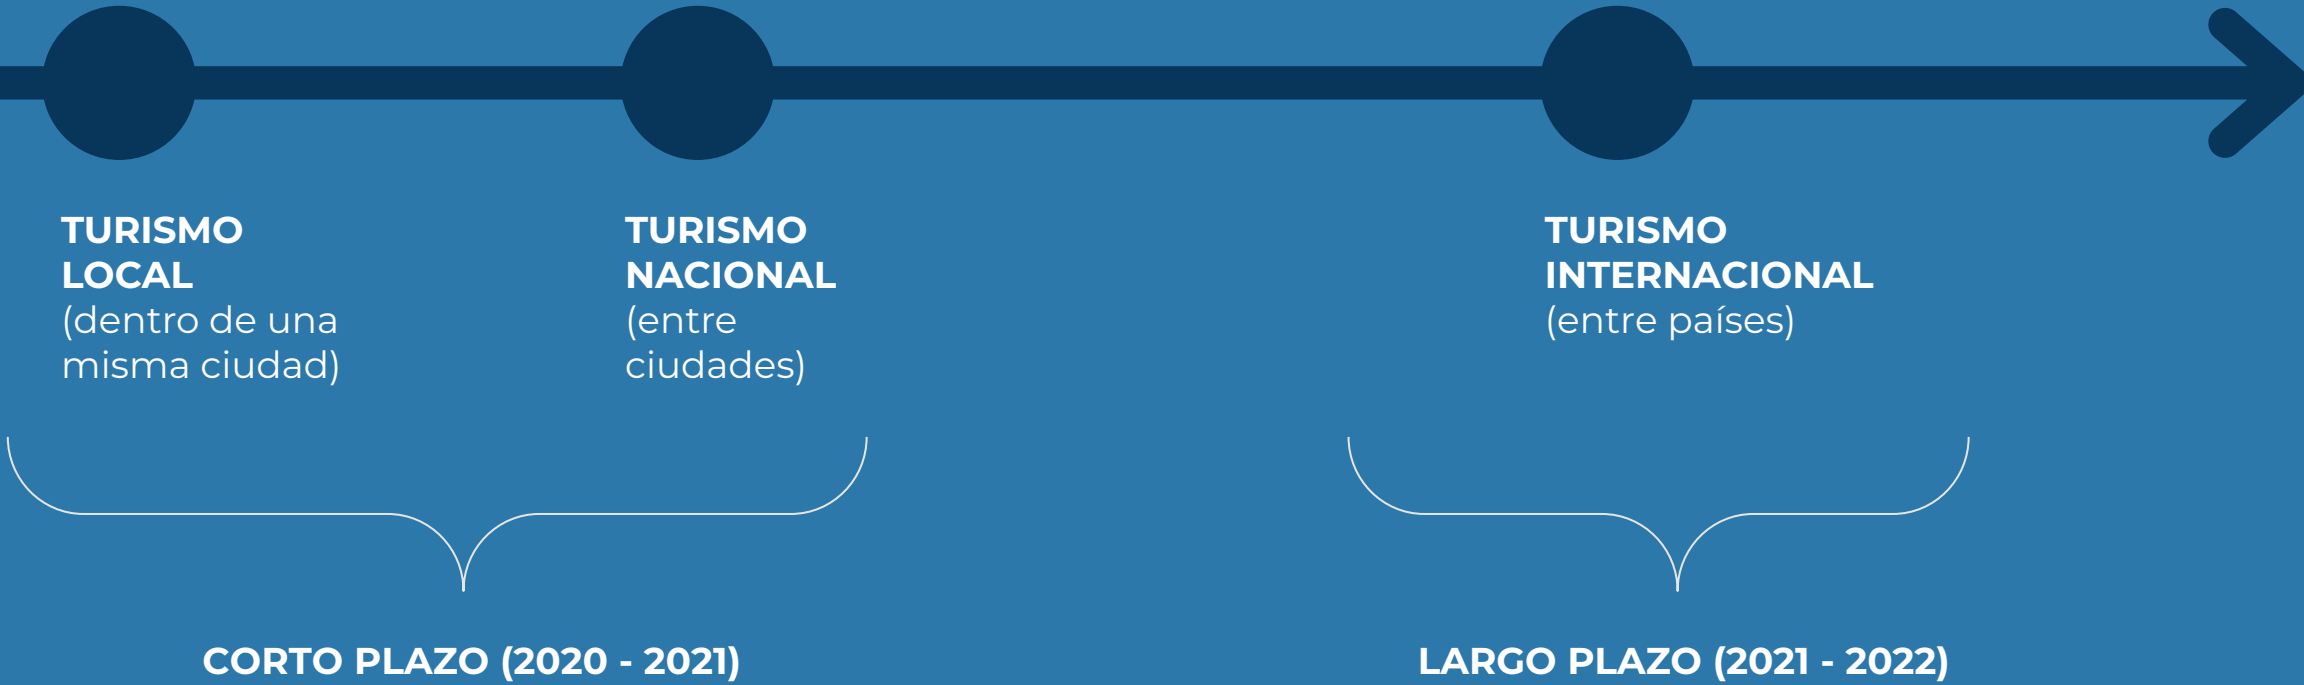 TURISMO
LOCAL
(dentro de una
misma ciudad)
TURISMO
NACIONAL
(entre
ciudades)
TURISMO
INTERNACIONAL
(entre países)
CORTO PLAZO (2020 - 2021)
LARGO PLAZO (2021 - 2022)